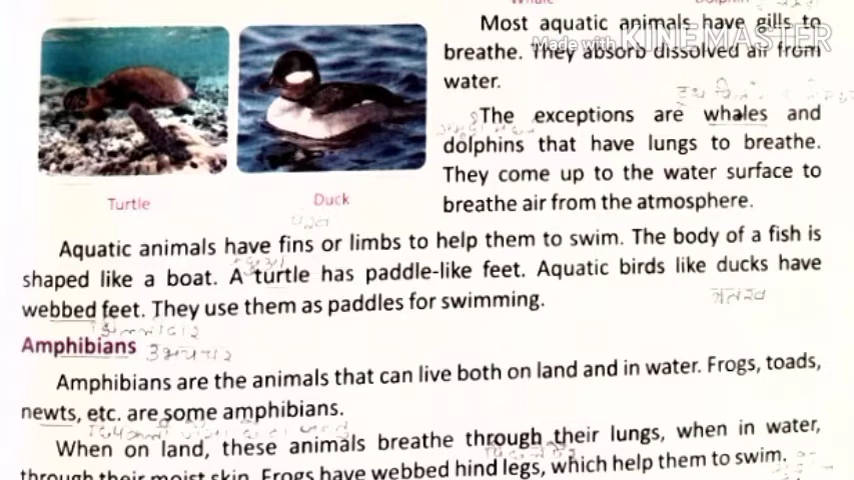 Made with KINEMASTER
Most aquatic animals have gills to
breathe. They absorb dissolved air from
water.
The exceptions are whales and
dolphins that have lungs to breathe.
They come up to the water surface to
breathe air from the atmosphere.
Turtle
Duck
Aquatic animals have fins or limbs to help them to swim. The body of a fish is
shaped like a boat. A turtle has paddle-like feet. Aquatic birds like ducks have
webbed feet. They use them as paddles for swimming.
बतख
Amphibians उभयचर
Amphibians are the animals that can live both on land and in water. Frogs, toads,
newts, etc. are some amphibians.
When on land, these animals breathe through their lungs, when in water,
through their moist skin. Frogs have webbed hind legs, which help them to swim.